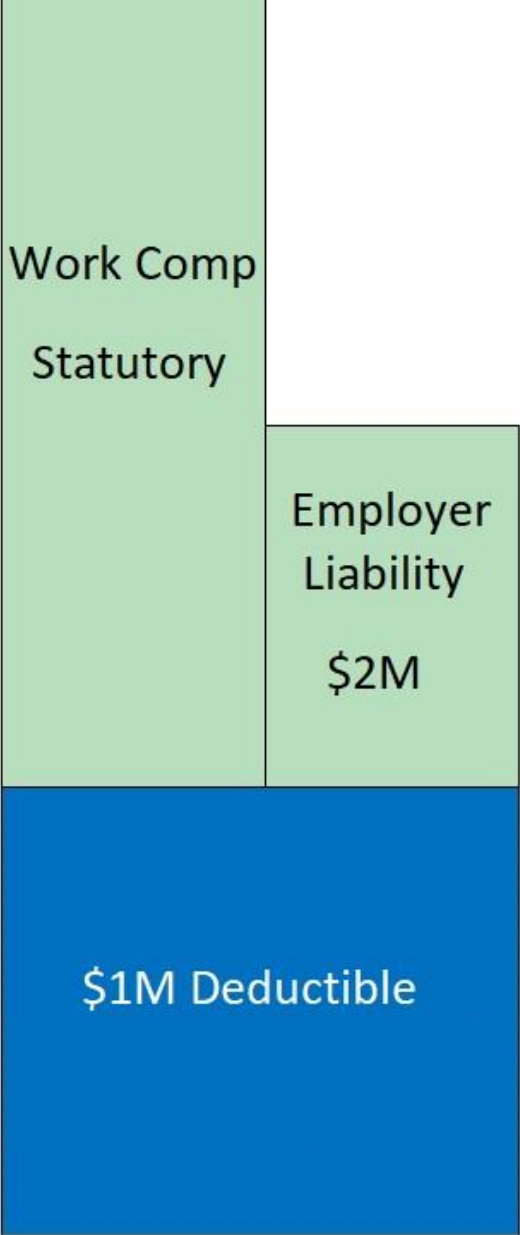 Work Comp
Statutory
Employer
Liability
$2M
$1M Deductible